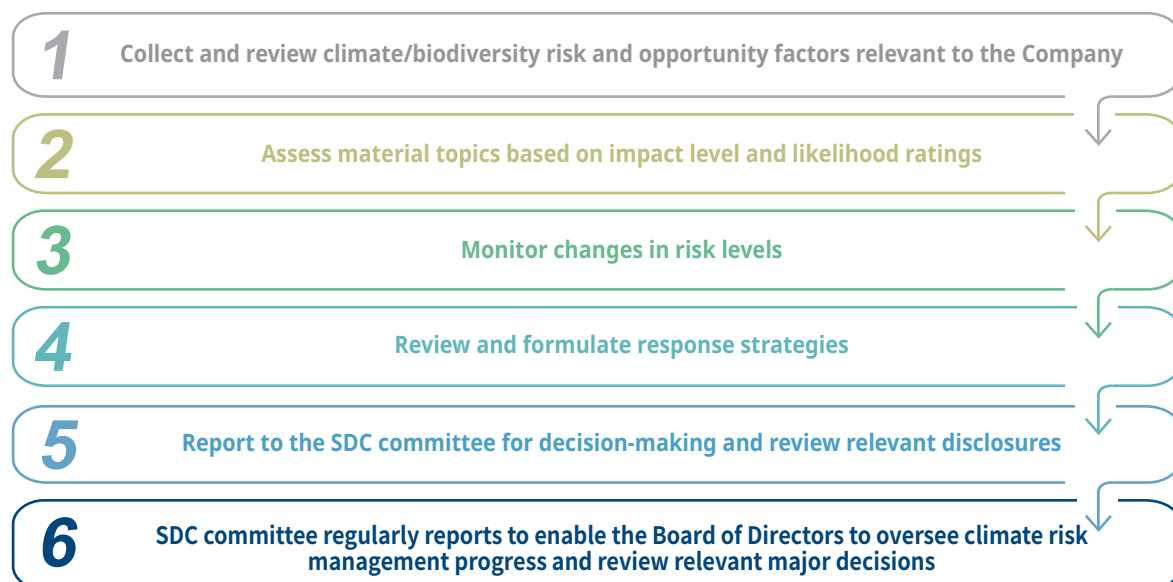 1
Collect and review climate/biodiversity risk and opportunity factors relevant to the Company
2
Assess material topics based on impact level and likelihood ratings
3
Monitor changes in risk levels
4
Review and formulate response strategies
5
Report to the SDC committee for decision-making and review relevant disclosures
6
SDC committee regularly reports to enable the Board of Directors to oversee climate risk
management progress and review relevant major decisions